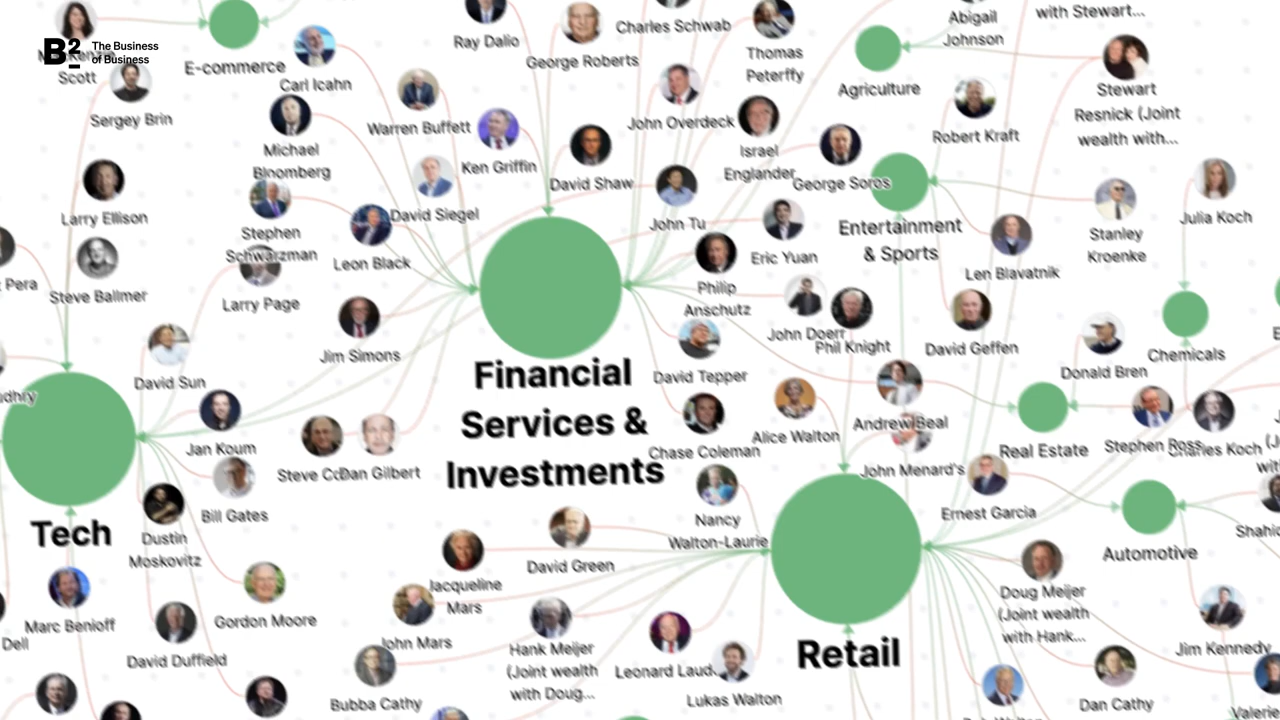 B2
The Business
of Business
Scott
Sergey Brin
E-commerce
Carl Icahn
Ray Dalio
George Roberts
Charles Schwab
Thomas
Peterffy
Abigail
Johnson
with Stewart...
Agriculture
Stewart
Resnick (Joint
wealth with...
Warren Buffett
Michael
Bloomberg
Ken Griffin
John Overdeck
Israel
Englander
Robert Kraft
George Soros
David Shaw
Larry Ellison
David Siegel
Stephen
Schwarzman
John Tu
Entertainment
& Sports
Stanley
Kroenke
Julia Koch
Pera
Steve Ballmer
Larry Page
Leon Black
Eric Yuan
Philip
Anschutz
Len Blavatnik
Jim Simons
John Doerr
Phil Knight
David Geffen
Chemicals
David Sun
Financial
Services &
Investments
David Tepper
Donald Bren
Jan Koum
Steve
Dan Gilbert
Chase Coleman
Alice Walton
Andrew Beal
Real Estate
Stephen Ross
Charles Koch (J
John Menard's
Bill Gates
Tech
Dustin
Moskovitz
Nancy
Walton-Laurie
Ernest Garcia
Automotive
David Green
Jacqueline
Mars
Doug Meijer
(Joint wealth
with Hank...
Dell
Marc Benioff
Gordon Moore
John Mars
Hank Meijer
(Joint wealth
with Doug...
Retail
Jim Kennedy
David Duffield
Leonard Laud...
Bubba Cathy
Lukas Walton
Dan Cathy
Valerie